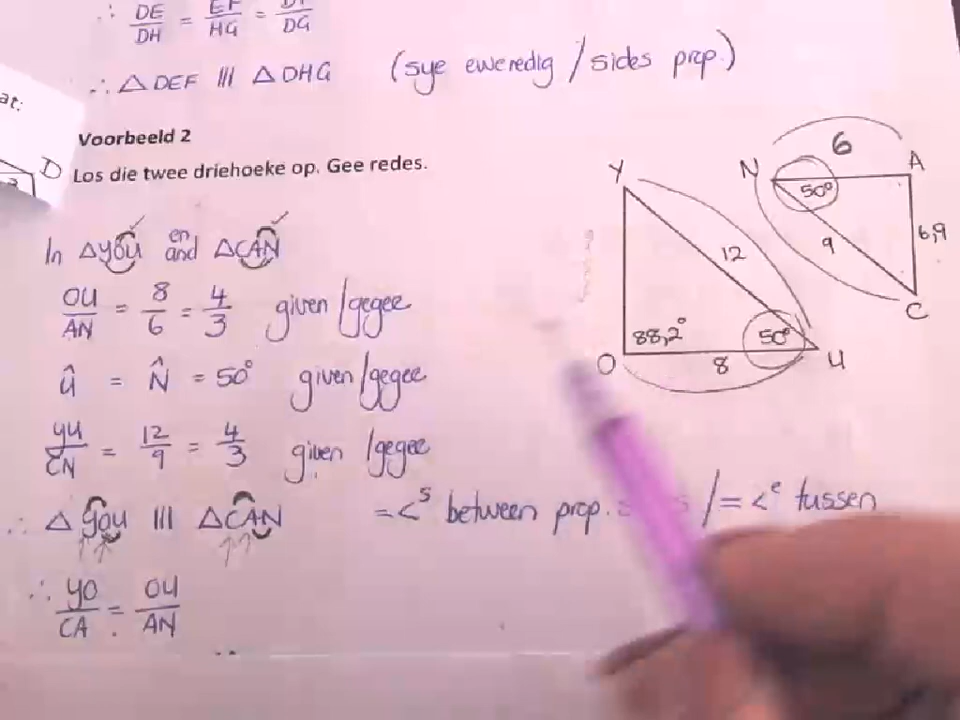 ∴ DE/DH = EF/HG = DF/DG
∴ △DEF ||| △DHG (sye eweredig / sides prop.)
at:
D
Voorbeeld 2
Los die twee driehoeke op. Gee redes.
In △YOU en and △CAN
OU/AN = 8/6 = 4/3 given / gegee
û = N̂ = 50° given / gegee
YU/CN = 12/9 = 4/3 given / gegee
∴ △YOU ||| △CAN = <s between prop. / = <e tussen
∴ YO/CA = OU/AN
Y
12
88,2°
50°
O
8
U
6
N
A
50°
9
6,9
C